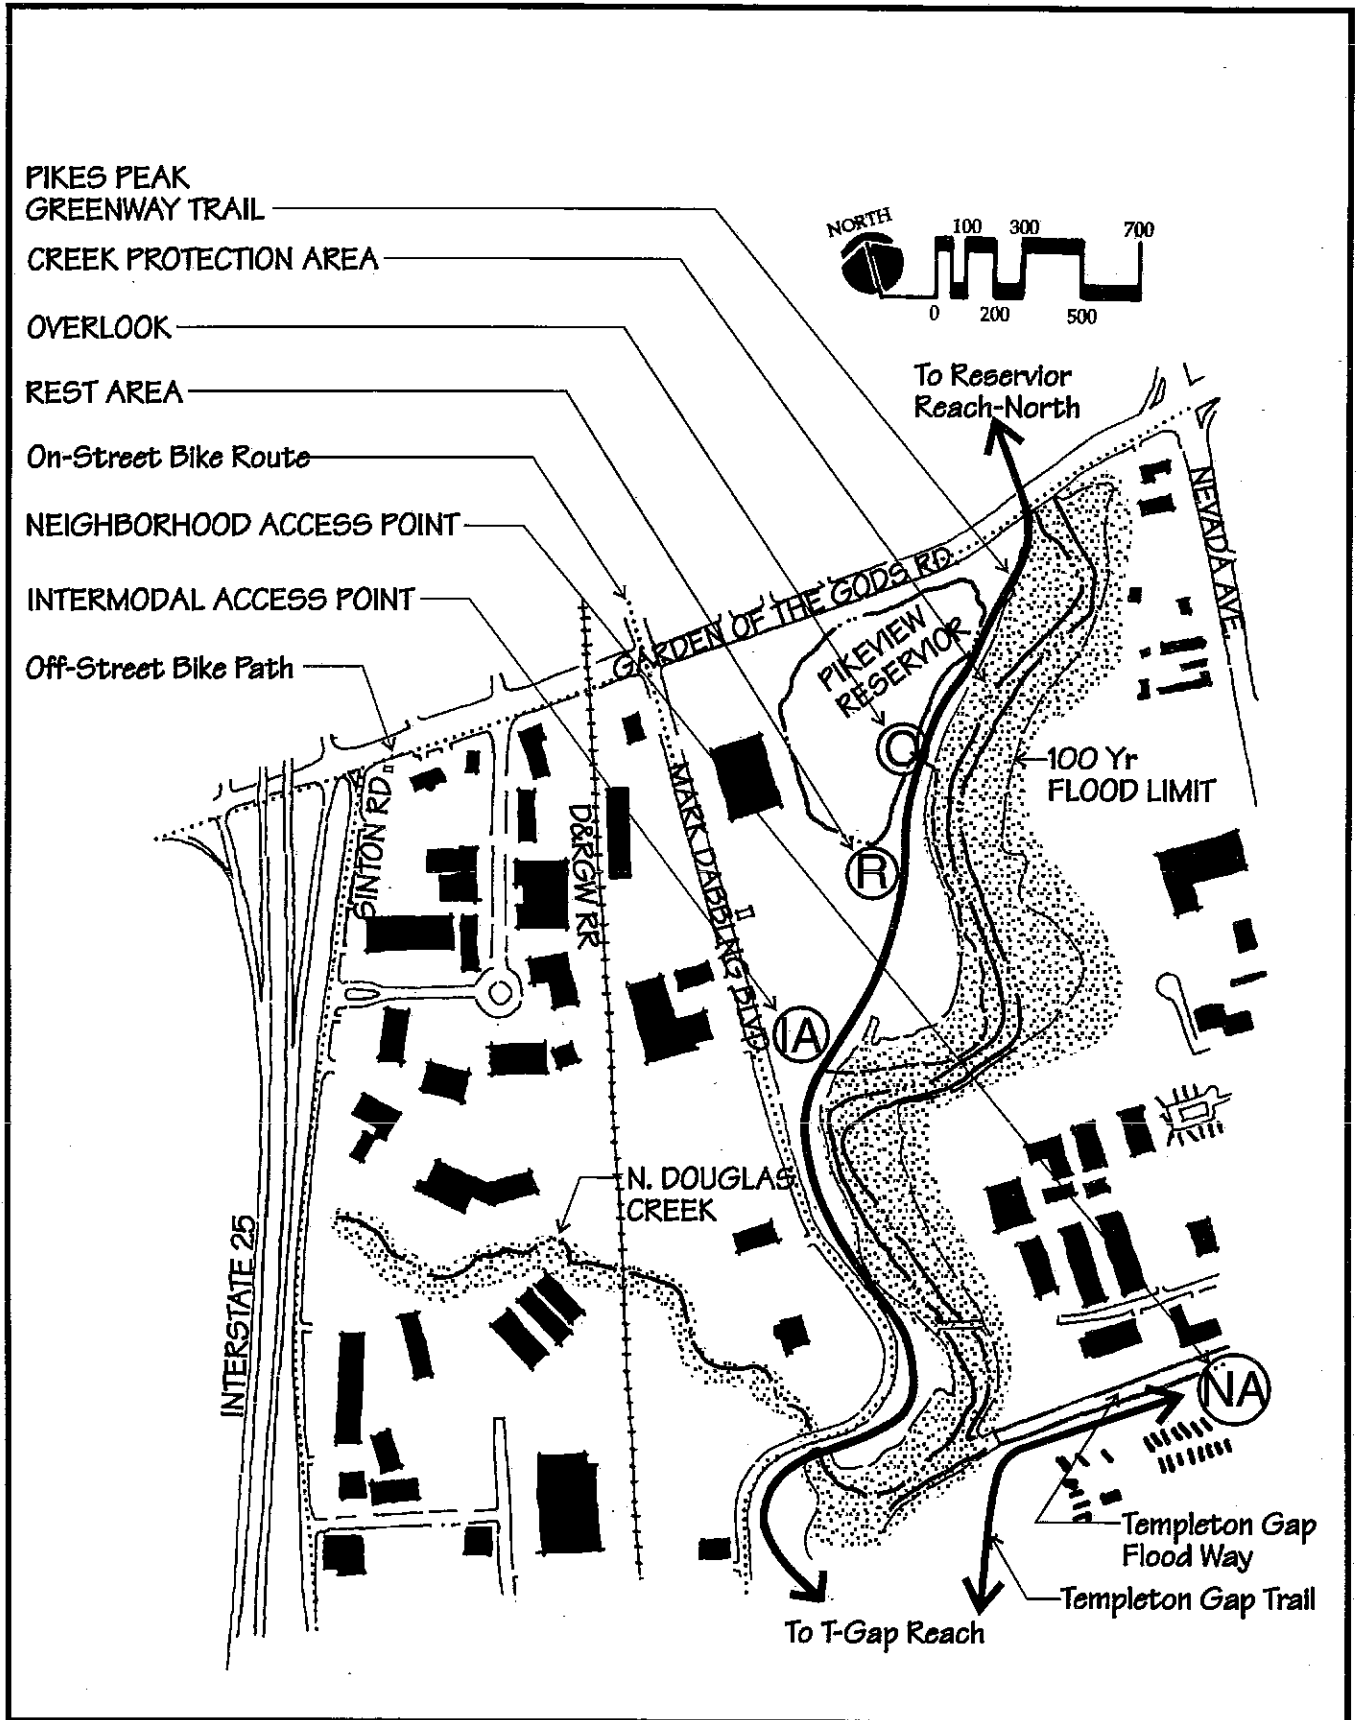 PIKES PEAK
GREENWAY TRAIL
CREEK PROTECTION AREA
OVERLOOK
REST AREA
On-Street Bike Route
NEIGHBORHOOD ACCESS POINT
INTERMODAL ACCESS POINT
Off-Street Bike Path
NORTH
100 300 700
0 200 500
To Reservior
Reach-North
NEVADA AVE.
GARDEN OF THE GODS RD.
PIKEVIEW
RESERVIOR
O
100 Yr
FLOOD LIMIT
SINTON RD.
D&RGW RR
MARK DABBLNG BLVD.
R
IA
N. DOUGLAS
CREEK
INTERSTATE 25
NA
Templeton Gap
Flood Way
Templeton Gap Trail
To T-Gap Reach